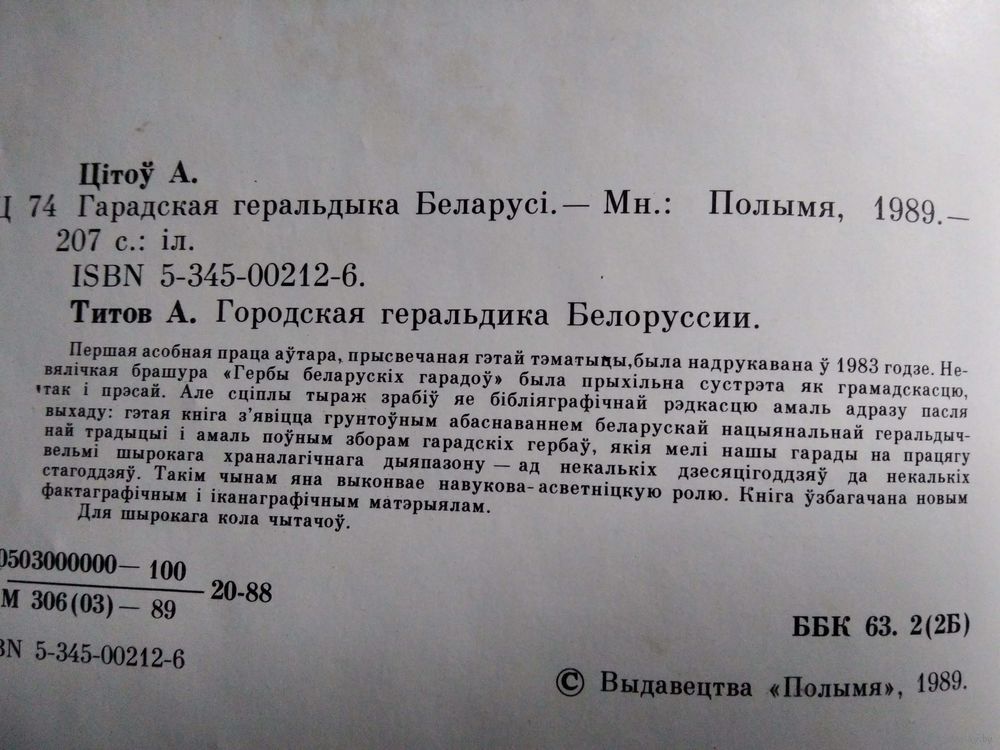 Цітоў А.
Ц 74 Гарадская геральдыка Беларусі.— Мн.: Полымя, 1989.—
207 с.: іл.
ISBN 5-345-00212-6.
Титов А. Городская геральдика Белоруссии.
Першая асобная праца аўтара, прысвечаная гэтай тэматыцы, была надрукавана ў 1983 годзе. Не-
вялічкая брашура «Гербы беларускіх гарадоў» была прыхільна сустрэта як грамадскасцю,
так і прэсай. Але сціплы тыраж зрабіў яе бібліяграфічнай рэдкасцю амаль адразу пасля
выхаду: гэтая кніга з'явіцца грунтоўным абаснаваннем беларускай нацыянальнай геральдыч-
най традыцыі і амаль поўным зборам гарадскіх гербаў, якія мелі нашы гарады на працягу
вельмі шырокага храналагічнага дыяпазону — ад некалькіх дзесяцігоддзяў да некалькіх
стагоддзяў. Такім чынам яна выконвае навукова-асветніцкую ролю. Кніга ўзбагачана новым
фактаграфічным і іканаграфічным матэрыялам.
Для шырокага кола чытачоў.
0503000000—100
М 306(03)—89
20-88
ББК 63. 2(2Б)
BN 5-345-00212-6
© Выдавецтва «Полымя», 1989.